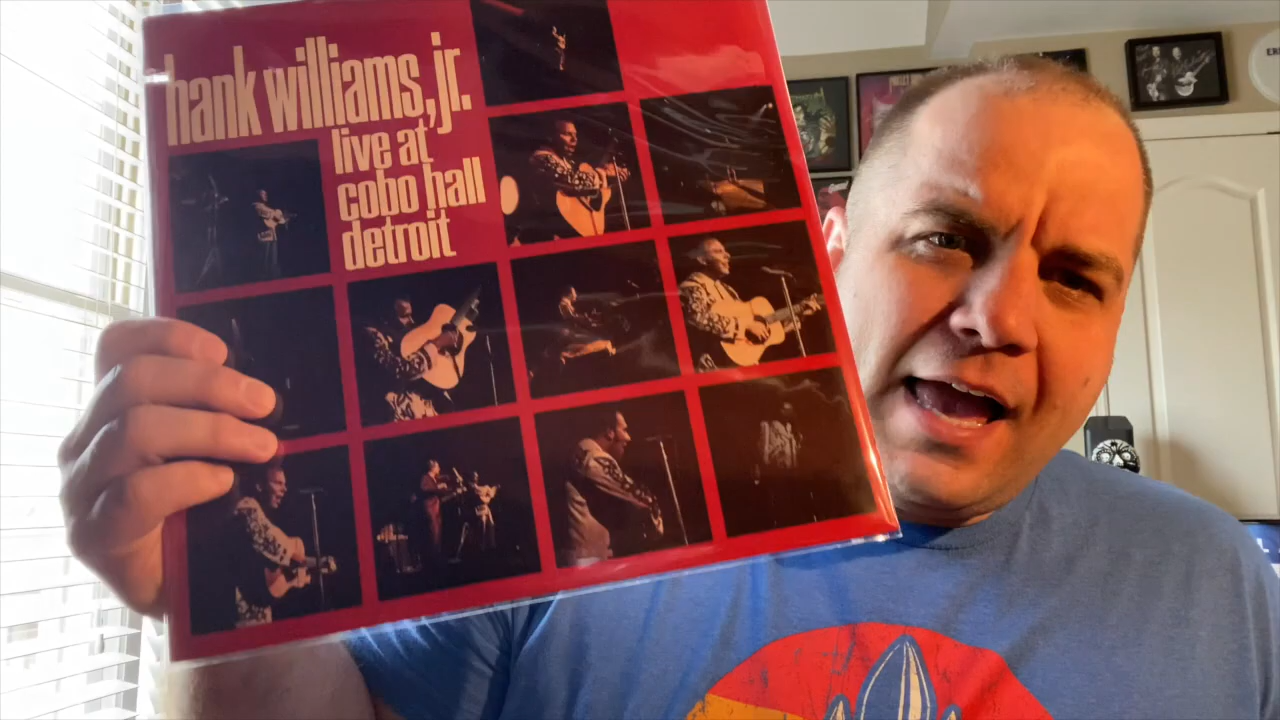 hank williams, jr.
live at
cobo hall
detroit